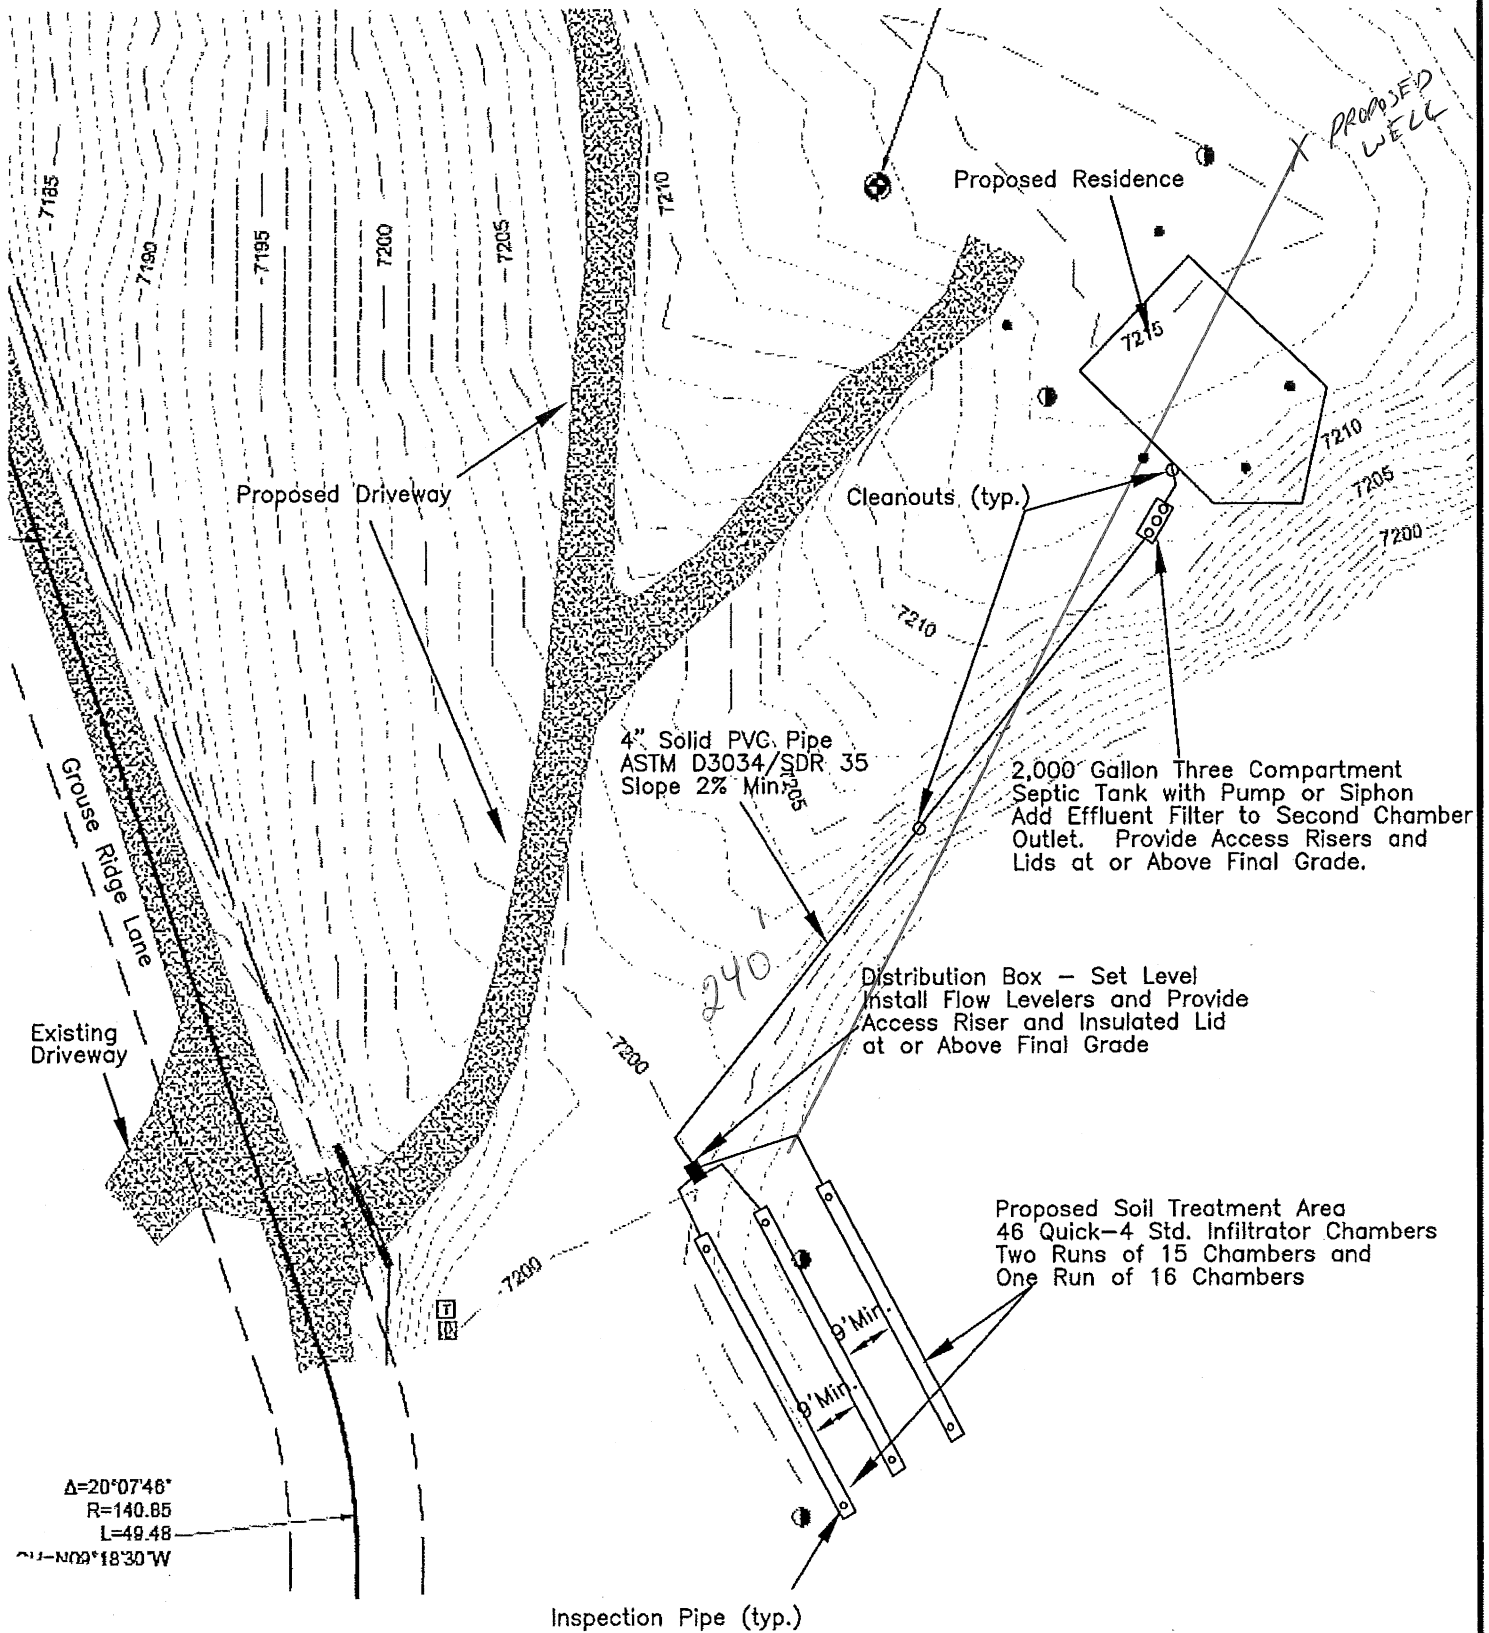 PROPOSED
WELL
Proposed Residence
7185
7190
7195
7200
7205
7210
7215
7210
7205
7200
Proposed Driveway
Cleanouts (typ.)
7210
4" Solid PVC Pipe
ASTM D3034/SDR 35
Slope 2% Min.
7205
2,000 Gallon Three Compartment
Septic Tank with Pump or Siphon
Add Effluent Filter to Second Chamber
Outlet. Provide Access Risers and
Lids at or Above Final Grade.
Grouse Ridge Lane
240'
Distribution Box – Set Level
Install Flow Levelers and Provide
Access Riser and Insulated Lid
at or Above Final Grade
Existing
Driveway
7200
Proposed Soil Treatment Area
46 Quick-4 Std. Infiltrator Chambers
Two Runs of 15 Chambers and
One Run of 16 Chambers
7200
T
9'Min.
9'Min.
Δ=20°07'46"
R=140.85
L=49.48
N09°18'30"W
Inspection Pipe (typ.)